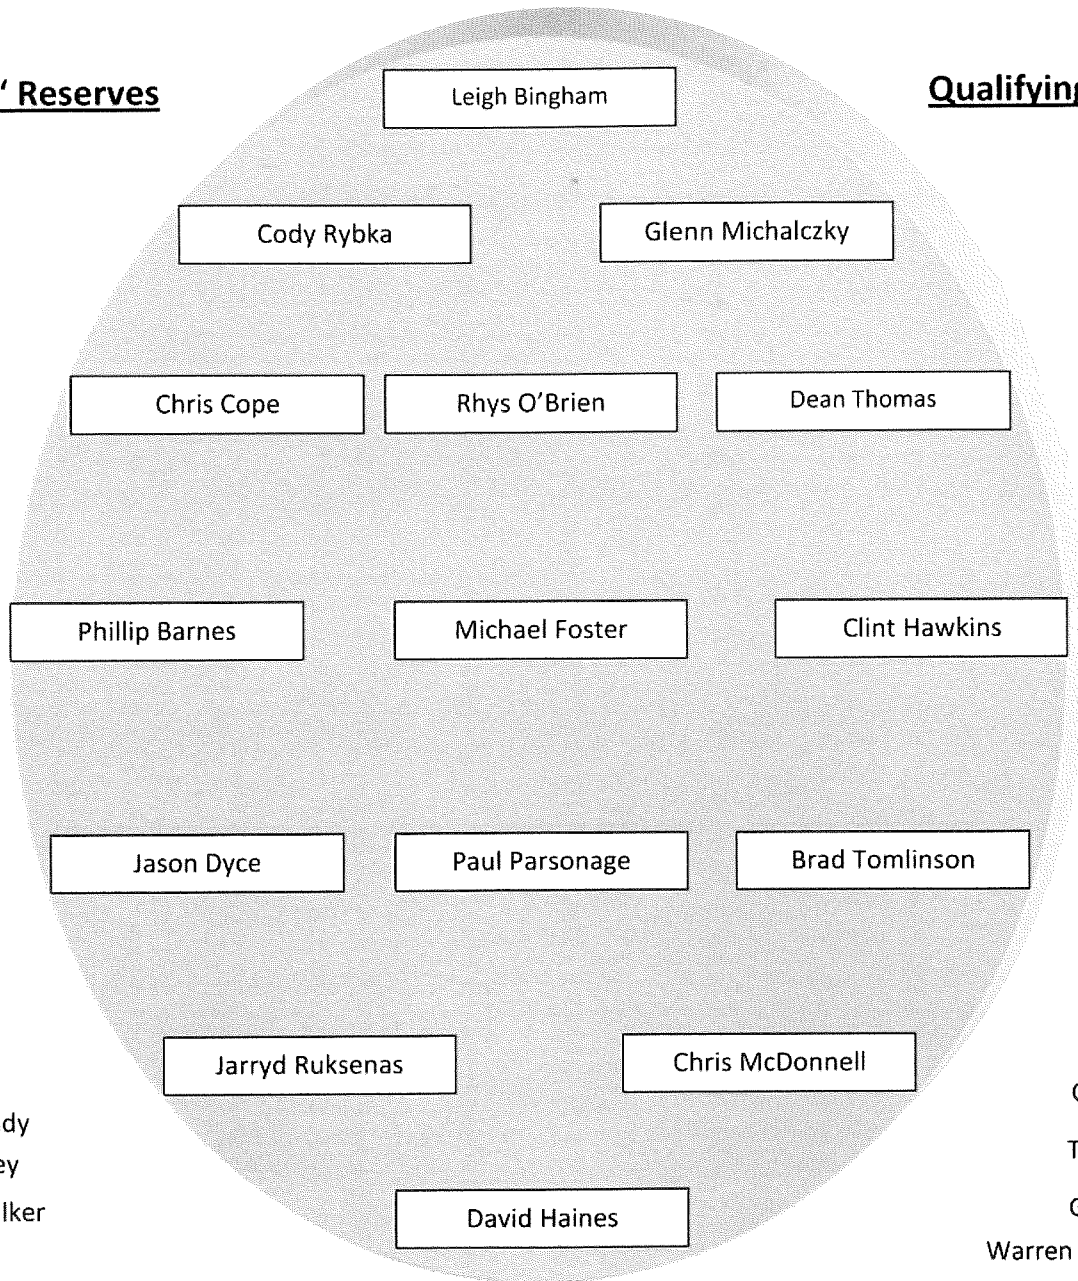 ' Reserves
Qualifying
Leigh Bingham
Cody Rybka
Glenn Michalczky
Chris Cope
Rhys O'Brien
Dean Thomas
Phillip Barnes
Michael Foster
Clint Hawkins
Jason Dyce
Paul Parsonage
Brad Tomlinson
Jarryd Ruksenas
Chris McDonnell
dy
ey
lker
T
Warren
David Haines